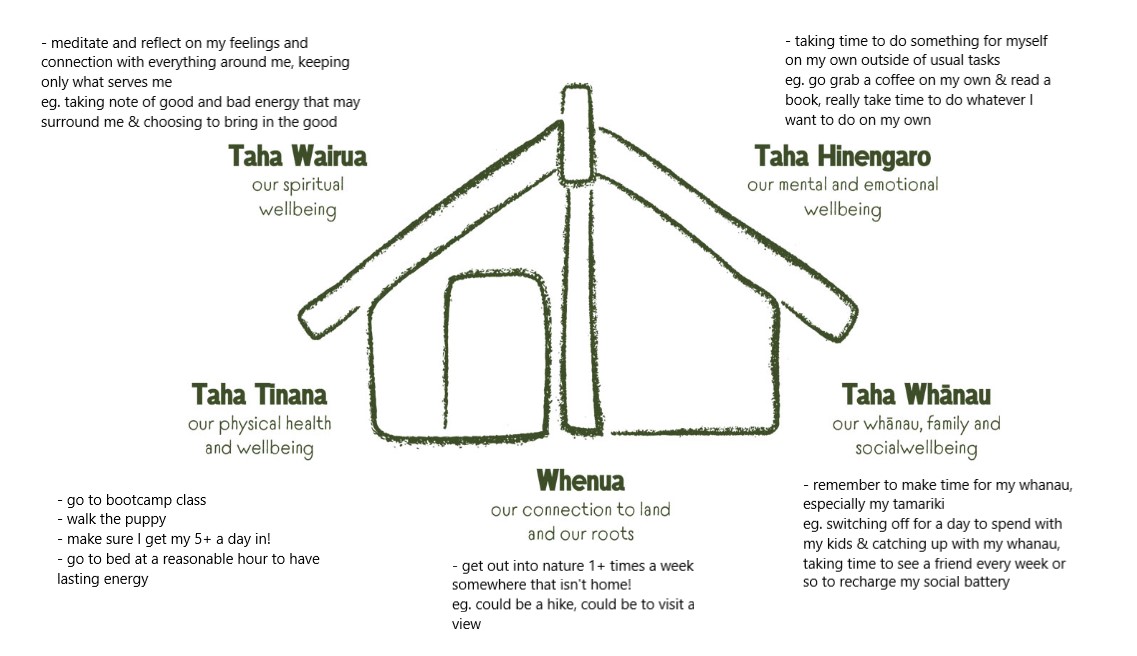 - meditate and reflect on my feelings and
connection with everything around me, keeping
only what serves me
eg. taking note of good and bad energy that may
surround me & choosing to bring in the good
Taha Wairua
our spiritual
wellbeing
- taking time to do something for myself
on my own outside of usual tasks
eg. go grab a coffee on my own & read a
book, really take time to do whatever I
want to do on my own
Taha Hinengaro
our mental and emotional
wellbeing
Taha Tinana
our physical health
and wellbeing
- go to bootcamp class
- walk the puppy
- make sure I get my 5+ a day in!
- go to bed at a reasonable hour to have
lasting energy
Whenua
our connection to land
and our roots
- get out into nature 1+ times a week
somewhere that isn't home!
eg. could be a hike, could be to visit a
view
Taha Whānau
our whānau, family and
socialwellbeing
- remember to make time for my whanau,
especially my tamariki
eg. switching off for a day to spend with
my kids & catching up with my whanau,
taking time to see a friend every week or
so to recharge my social battery